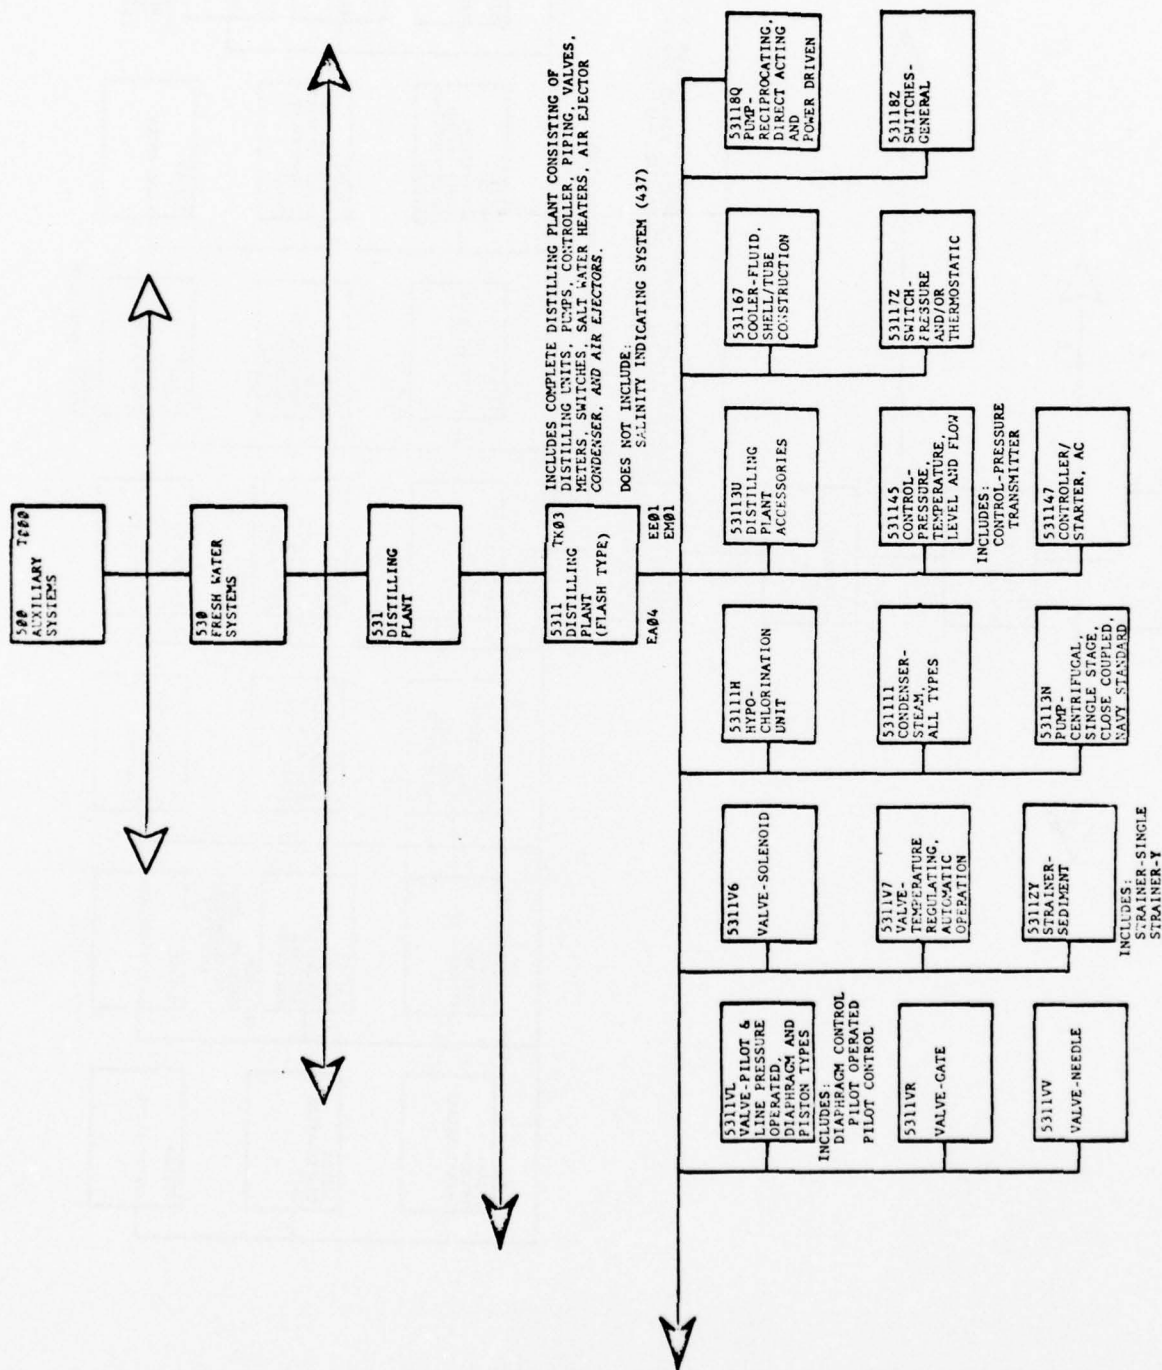 500 T000
AUXILIARY
SYSTEMS
530
FRESH WATER
SYSTEMS
531
DISTILLING
PLANT
5311 TK03
DISTILLING
PLANT
(FLASH TYPE)
INCLUDES COMPLETE DISTILLING PLANT CONSISTING OF
DISTILLING UNITS, PUMPS, CONTROLLER, PIPING, VALVES,
METERS, SWITCHES, SALT WATER HEATERS, AIR EJECTOR
CONDENSER, AND AIR EJECTORS.
DOES NOT INCLUDE:
SALINITY INDICATING SYSTEM (437)
EA04
EE01
EM01
5311VL
VALVE-PILOT &
LINE PRESSURE
OPERATED,
DIAPHRAGM AND
PISTON TYPES
INCLUDES:
DIAPHRAGM CONTROL
PILOT OPERATED
PILOT CONTROL
5311VR
VALVE-GATE
5311VV
VALVE-NEEDLE
5311V6
VALVE-SOLENOID
5311V7
VALVE-
TEMPERATURE
REGULATING,
AUTOMATIC
OPERATION
5311ZY
STRAINER-
SEDIMENT
INCLUDES:
STRAINER-SINGLE
STRAINER-Y
53111H
HYPO-
CHLORINATION
UNIT
531111
CONDENSER-
STEAM,
ALL TYPES
53113N
PUMP-
CENTRIFUGAL,
SINGLE STAGE,
CLOSE COUPLED,
NAVY STANDARD
53113U
DISTILLING
PLANT
ACCESSORIES
531145
CONTROL-
PRESSURE,
TEMPERATURE,
LEVEL AND FLOW
INCLUDES:
CONTROL-PRESSURE
TRANSMITTER
531147
CONTROLLER/
STARTER, AC
531167
COOLER-FLUID,
SHELL/TUBE
CONSTRUCTION
53117Z
SWITCH-
PRESSURE
AND/OR
THERMOSTATIC
53118Q
PUMP-
RECIPROCATING,
DIRECT ACTING
AND
POWER DRIVEN
53118Z
SWITCHES-
GENERAL